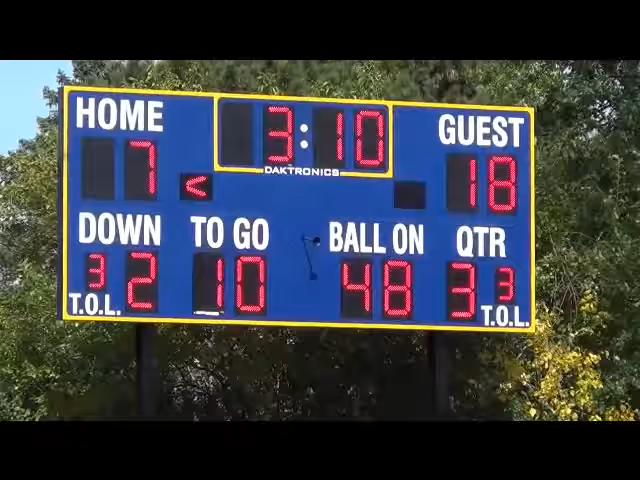 HOME 3:10 GUEST
DAKTRONICS
7 < 18
DOWN TO GO BALL ON QTR
3 2 10 48 3 3
T.O.L. T.O.L.